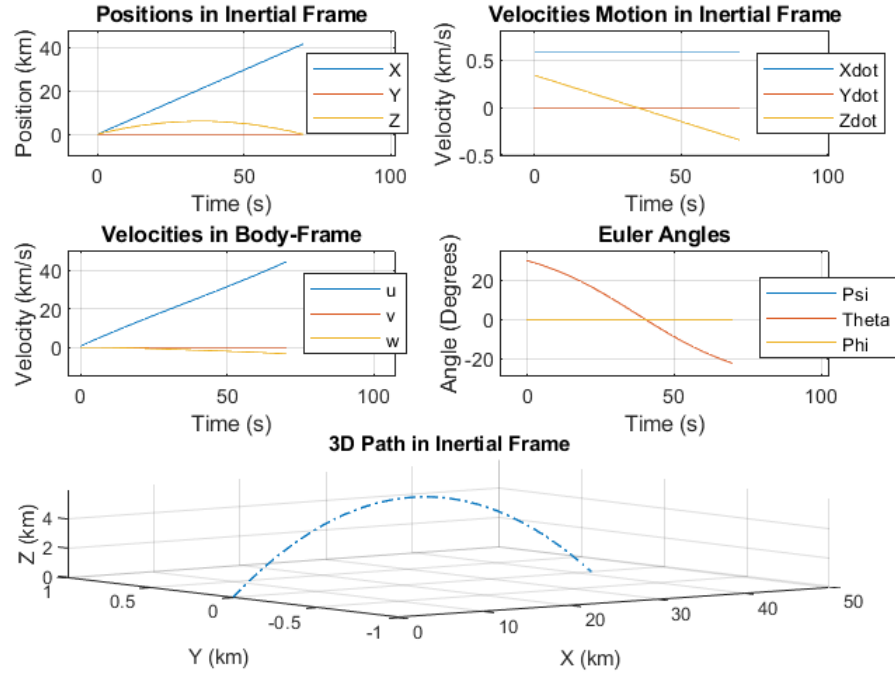 Positions in Inertial Frame
Position (km)
40
20
0
0
50
100
Time (s)
X
Y
Z
Velocities Motion in Inertial Frame
Velocity (km/s)
0.5
0
-0.5
0
50
100
Time (s)
Xdot
Ydot
Zdot
Velocities in Body-Frame
Velocity (km/s)
40
20
0
0
50
100
Time (s)
u
v
w
Euler Angles
Angle (Degrees)
20
0
-20
0
50
100
Time (s)
Psi
Theta
Phi
3D Path in Inertial Frame
Z (km)
4
2
0
1
0.5
0
-0.5
-1
Y (km)
0
10
20
30
40
50
X (km)